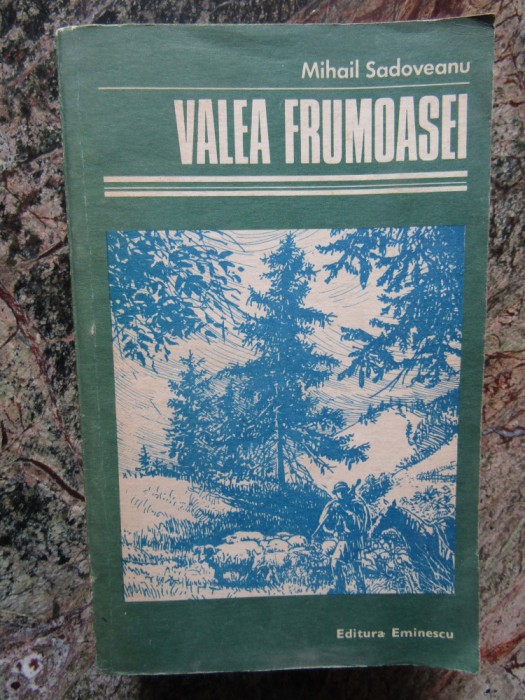 Mihail Sadoveanu
VALEA FRUMOASEI
Editura Eminescu